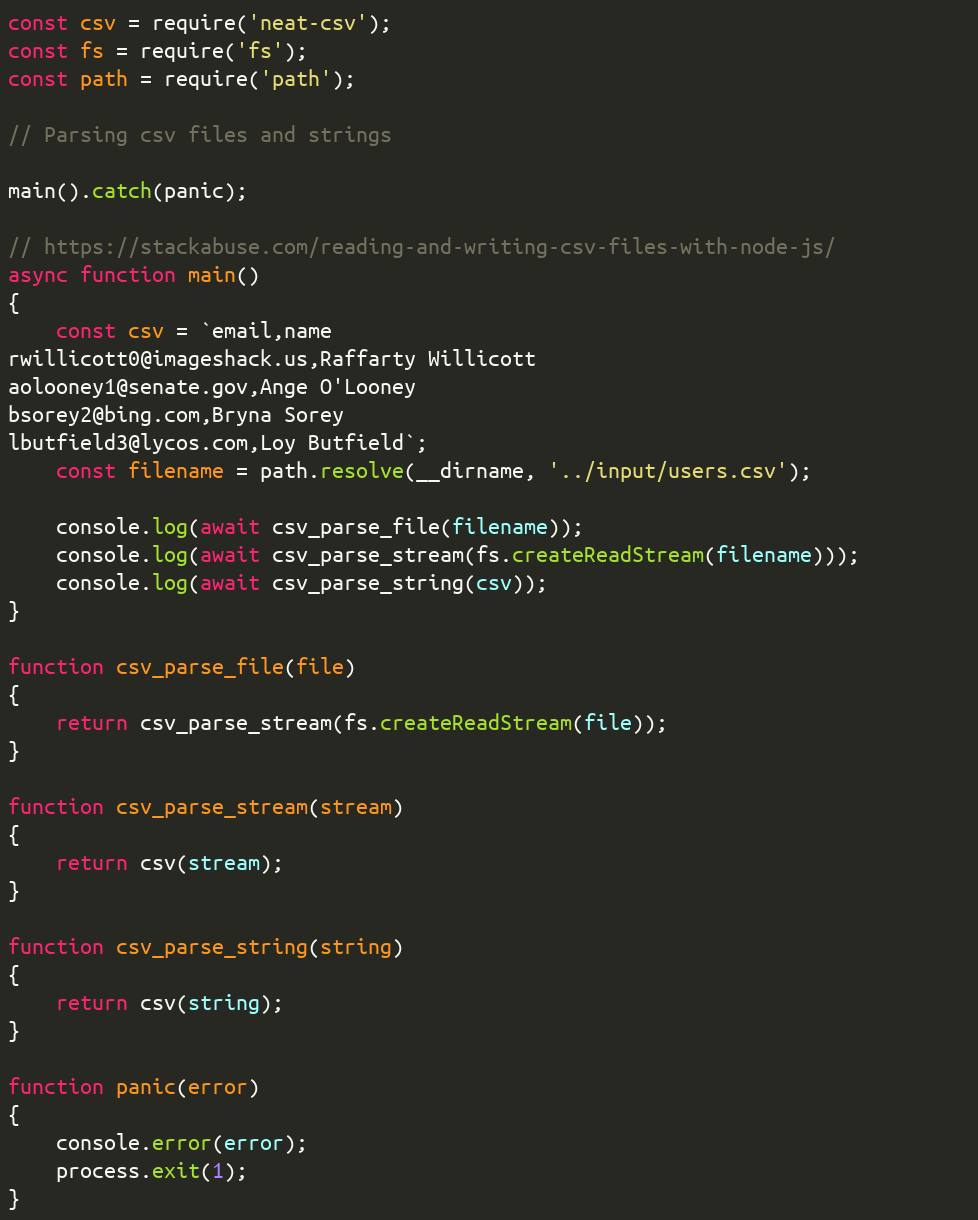 const csv = require('neat-csv');
const fs = require('fs');
const path = require('path');

// Parsing csv files and strings

main().catch(panic);

// https://stackabuse.com/reading-and-writing-csv-files-with-node-js/
async function main()
{
    const csv = `email,name
rwillicott0@imageshack.us,Raffarty Willicott
aolooney1@senate.gov,Ange O'Looney
bsorey2@bing.com,Bryna Sorey
lbutfield3@lycos.com,Loy Butfield`;
    const filename = path.resolve(__dirname, '../input/users.csv');

    console.log(await csv_parse_file(filename));
    console.log(await csv_parse_stream(fs.createReadStream(filename)));
    console.log(await csv_parse_string(csv));
}

function csv_parse_file(file)
{
    return csv_parse_stream(fs.createReadStream(file));
}

function csv_parse_stream(stream)
{
    return csv(stream);
}

function csv_parse_string(string)
{
    return csv(string);
}

function panic(error)
{
    console.error(error);
    process.exit(1);
}